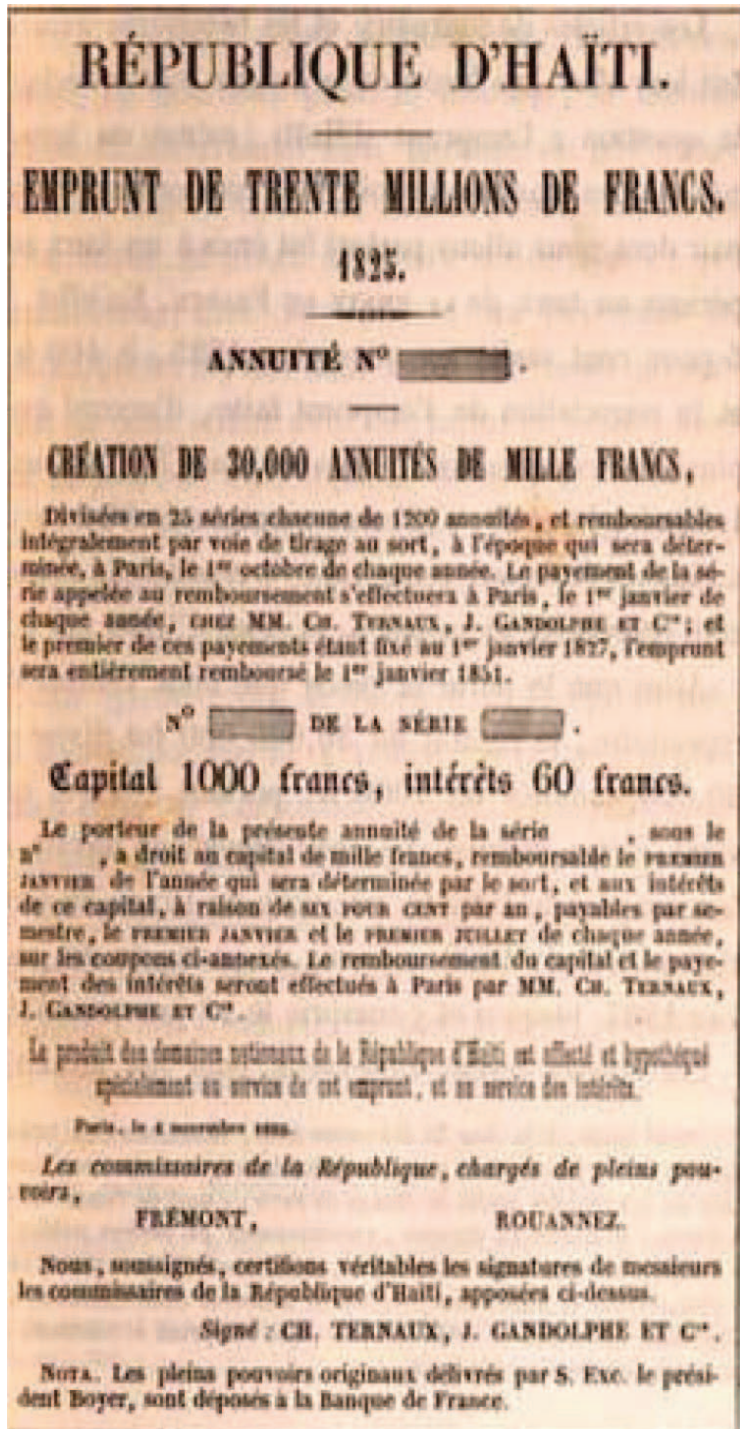 RÉPUBLIQUE D'HAÏTI.
EMPRUNT DE TRENTE MILLIONS DE FRANCS.
1825.
ANNUITÉ Nº .
CRÉATION DE 30,000 ANNUITÉS DE MILLE FRANCS,
Divisées en 25 séries chacune de 1200 annuités, et remboursables
intégralement par voie de tirage au sort, à l'époque qui sera déter-
minée, à Paris, le 1er octobre de chaque année. Le payement de la sé-
rie appelée au remboursement s'effectuera à Paris, le 1er janvier de
chaque année, CHEZ MM. CH. TERNAUX, J. GANDOLPHE ET Cie; et
le premier de ces payements étant fixé au 1er janvier 1827, l'emprunt
sera entièrement remboursé le 1er janvier 1851.
Nº DE LA SÉRIE .
Capital 1000 francs, intérêts 60 francs.
Le porteur de la présente annuité de la série , sous le
nº , a droit au capital de mille francs, remboursable le PREMIER
JANVIER de l'année qui sera déterminée par le sort, et aux intérêts
de ce capital, à raison de SIX POUR CENT par an, payables par se-
mestre, le PREMIER JANVIER et le PREMIER JUILLET de chaque année,
sur les coupons ci-annexés. Le remboursement du capital et le paye-
ment des intérêts seront effectués à Paris par MM. CH. TERNAUX,
J. GANDOLPHE ET Cie.
Le produit des domaines nationaux de la République d'Haïti est affecté et hypothéqué
spécialement au service de cet emprunt, et au service des intérêts.
Paris, le novembre
Les commissaires de la République, chargés de pleins pou-
voirs,
FRÉMONT, ROUANNEZ.
Nous, soussignés, certifions véritables les signatures de messieurs
les commissaires de la République d'Haïti, apposées ci-dessus.
Signé : CH. TERNAUX, J. GANDOLPHE ET Cie.
NOTA. Les pleins pouvoirs originaux délivrés par S. Exc. le prési-
dent Boyer, sont déposés à la Banque de France.